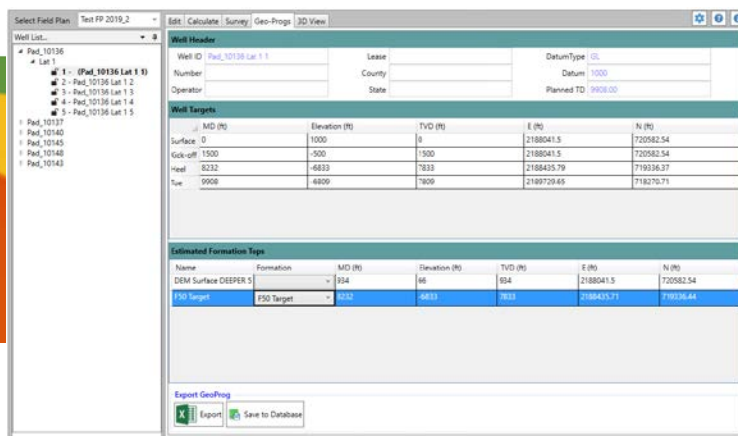 Select Field Plan Test FP 2019_2
Edit Calculate Survey Geo-Progs 3D View
Well List...
Pad_10136
Lat 1
1 - (Pad_10136 Lat 1 1)
2 - Pad_10136 Lat 1 2
3 - Pad_10136 Lat 1 3
4 - Pad_10136 Lat 1 4
5 - Pad_10136 Lat 1 5
Pad_10137
Pad_10140
Pad_10145
Pad_10148
Pad_10143
Well Header
Well ID Pad_10136 Lat 1 1 Lease DatumType GL
Number County Datum 1000
Operator State Planned TD 9908.00
Well Targets
MD (ft) Elevation (ft) TVD (ft) E (ft) N (ft)
Surface 0 1000 0 2188041.5 720582.54
Kick-off 1500 -500 1500 2188041.5 720582.54
Heel 8232 -6833 7833 2188435.79 719336.37
Toe 9908 -6809 7809 2189729.65 718270.71
Estimated Formation Tops
Name Formation MD (ft) Elevation (ft) TVD (ft) E (ft) N (ft)
DEM Surface DEEPER 5 934 66 934 2188041.5 720582.54
F50 Target F50 Target 8232 -6833 7833 2188435.71 719336.44
Export GeoProg
Export Save to Database